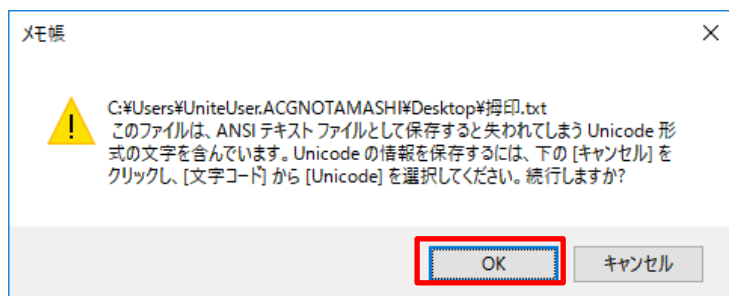 メモ帳
C:¥Users¥UniteUser.ACGNOTAMASHI¥Desktop¥拇印.txt
このファイルは、ANSI テキスト ファイルとして保存すると失われてしまう Unicode 形
式の文字を含んでいます。Unicode の情報を保存するには、下の [キャンセル] を
クリックし、[文字コード] から [Unicode] を選択してください。続行しますか?
OK
キャンセル